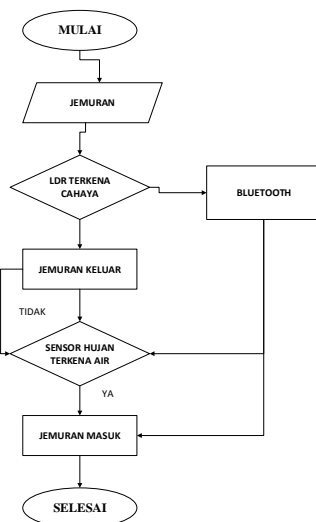 MULAI
JEMURAN
LDR TERKENA
CAHAYA
BLUETOOTH
JEMURAN KELUAR
TIDAK
SENSOR HUJAN
TERKENA AIR
YA
JEMURAN MASUK
SELESAI